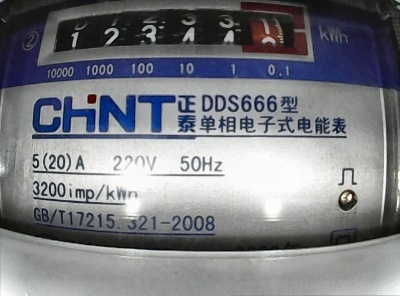 ② 1 2 3 4 4 kWh
10000 1000 100 10 1 0.1
CHNT 正泰 DDS666型
单相电子式电能表
5(20)A 220V 50Hz
3200imp/kWh
GB/T17215.321-2008